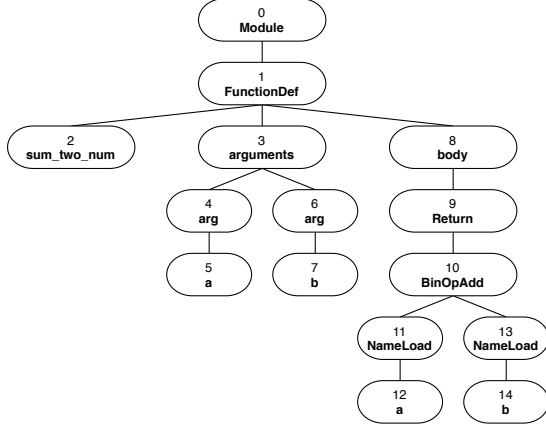 0
Module
1
FunctionDef
2
sum_two_num
3
arguments
8
body
4
arg
6
arg
9
Return
5
a
7
b
10
BinOpAdd
11
NameLoad
13
NameLoad
12
a
14
b